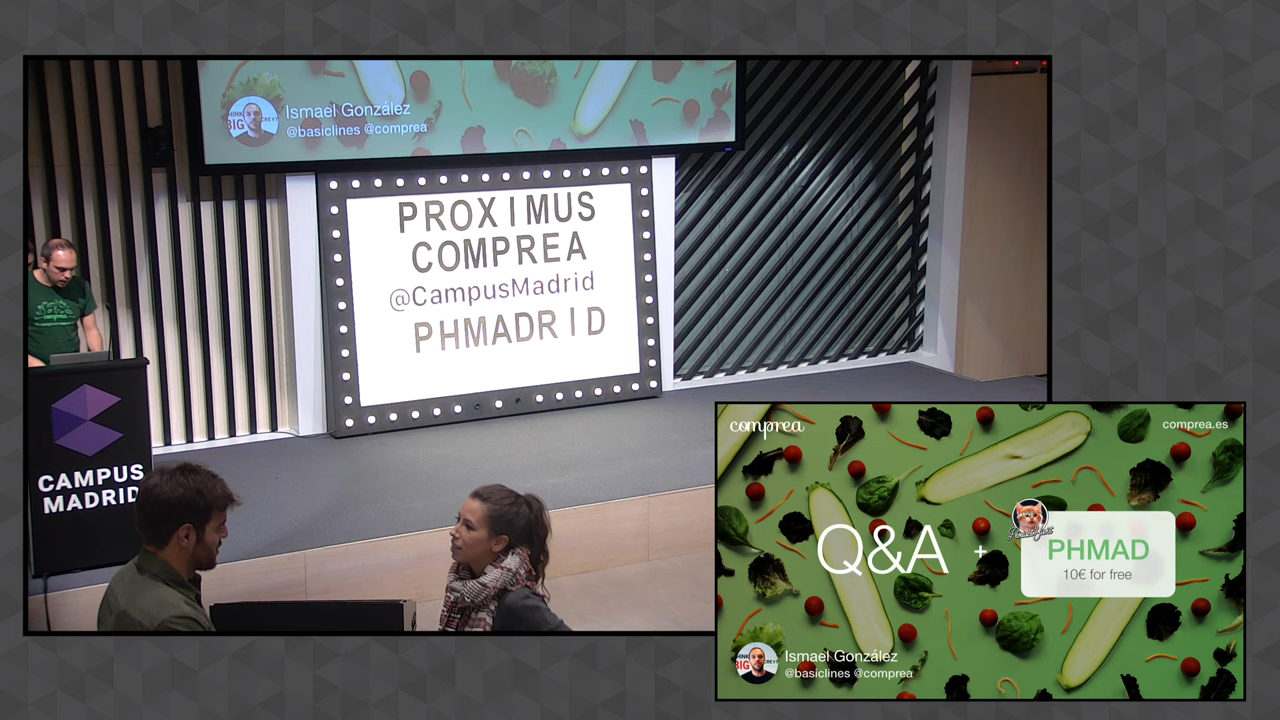 Ismael González
@basiclines @comprea
PROXIMUS
COMPREA
@CampusMadrid
PHMADRID
CAMPUS
MADRID
comprea
comprea.es
Q&A
+
PHMAD
10€ for free
BIG
Ismael González
@basiclines @comprea